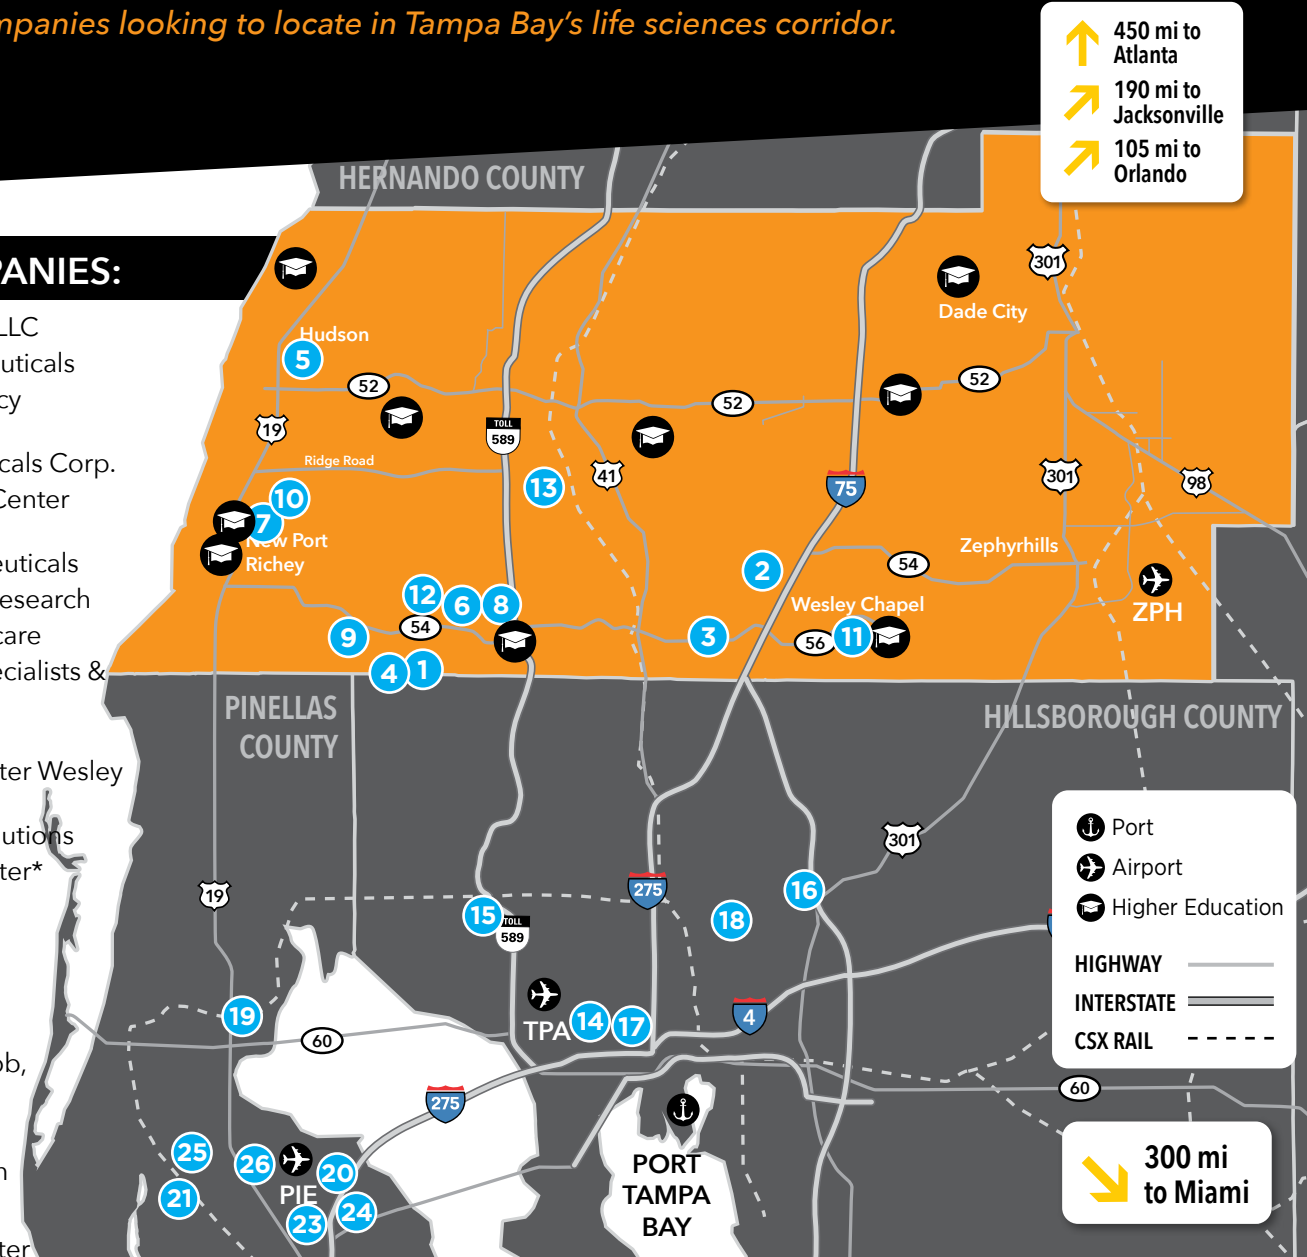 mpanies looking to locate in Tampa Bay's life sciences corridor.
450 mi to
Atlanta
190 mi to
Jacksonville
105 mi to
Orlando
HERNANDO COUNTY
PANIES:
LLC
uticals
cy
cals Corp.
Center
euticals
esearch
care
ecialists &
ter Wesley
utions
ter*
ob,
n
ter
301
Dade City
Hudson
5
52
52
52
19
TOLL
589
Ridge Road
41
13
75
301
98
10
7
New Port
Richey
Zephyrhills
2
54
ZPH
12
6
8
Wesley Chapel
54
9
3
56
11
4
1
PINELLAS
COUNTY
HILLSBOROUGH COUNTY
Port
Airport
Higher Education
HIGHWAY
INTERSTATE
CSX RAIL
301
19
275
16
15
TOLL
589
18
19
60
TPA
14
17
4
60
275
25
26
PIE
20
21
23
24
PORT
TAMPA
BAY
300 mi
to Miami